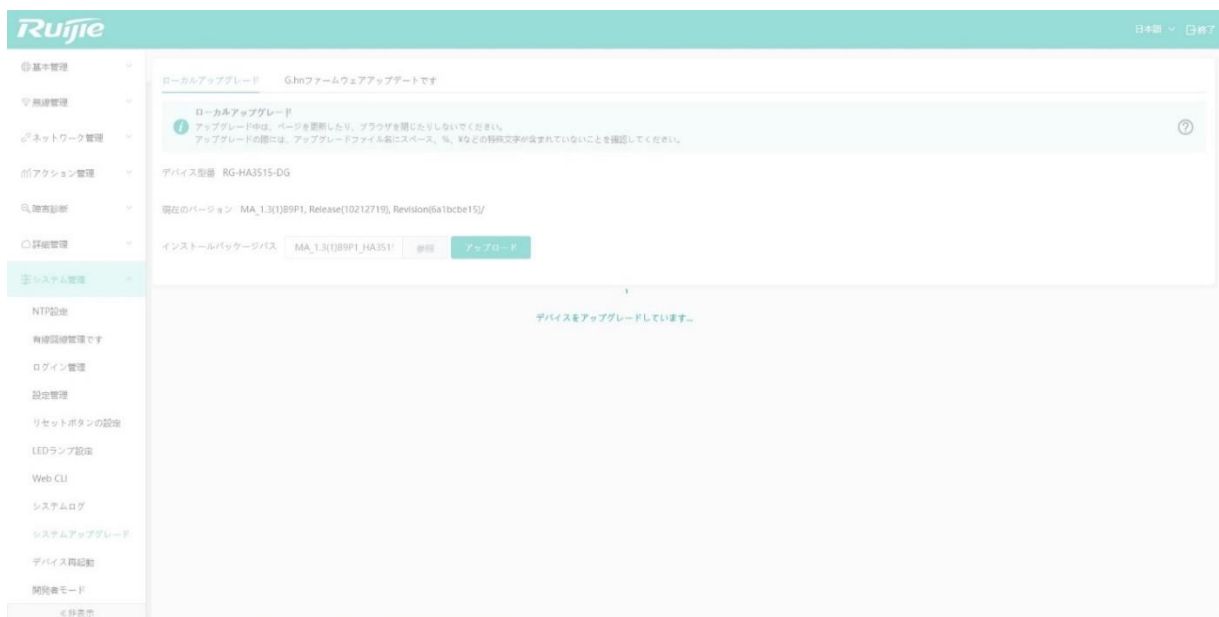 Ruijie
日本語 終了
基本管理
無線管理
ネットワーク管理
アクション管理
障害診断
詳細管理
システム管理
NTP設定
有線回線管理です
ログイン管理
設定管理
リセットボタンの設定
LEDランプ設定
Web CLI
システムログ
システムアップグレード
デバイス再起動
開発者モード
≪非表示
ローカルアップグレード G.hnファームウェアアップデートです
ローカルアップグレード
アップグレード中は、ページを更新したり、ブラウザを閉じたりしないでください。
アップグレードの際には、アップグレードファイル名にスペース、%、¥などの特殊文字が含まれていないことを確認してください。
デバイス型番 RG-HA3515-DG
現在のバージョン MA_1.3(1)B9P1, Release(10212719), Revision(6a1bcbe15)/
インストールパッケージパス MA_1.3(1)B9P1_HA351 参照 アップロード
デバイスをアップグレードしています...